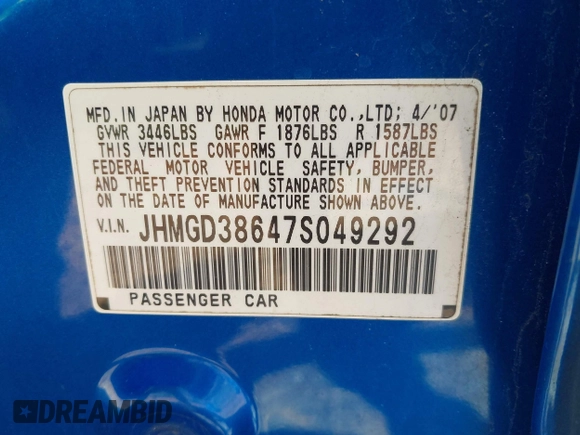 MFD. IN JAPAN BY HONDA MOTOR CO.,LTD; 4/'07
GVWR 3446LBS GAWR F 1876LBS R 1587LBS
THIS VEHICLE CONFORMS TO ALL APPLICABLE
FEDERAL MOTOR VEHICLE SAFETY, BUMPER,
AND THEFT PREVENTION STANDARDS IN EFFECT
ON THE DATE OF MANUFACTURE SHOWN ABOVE.
V.I.N. JHMGD38647S049292
PASSENGER CAR
DREAMBID